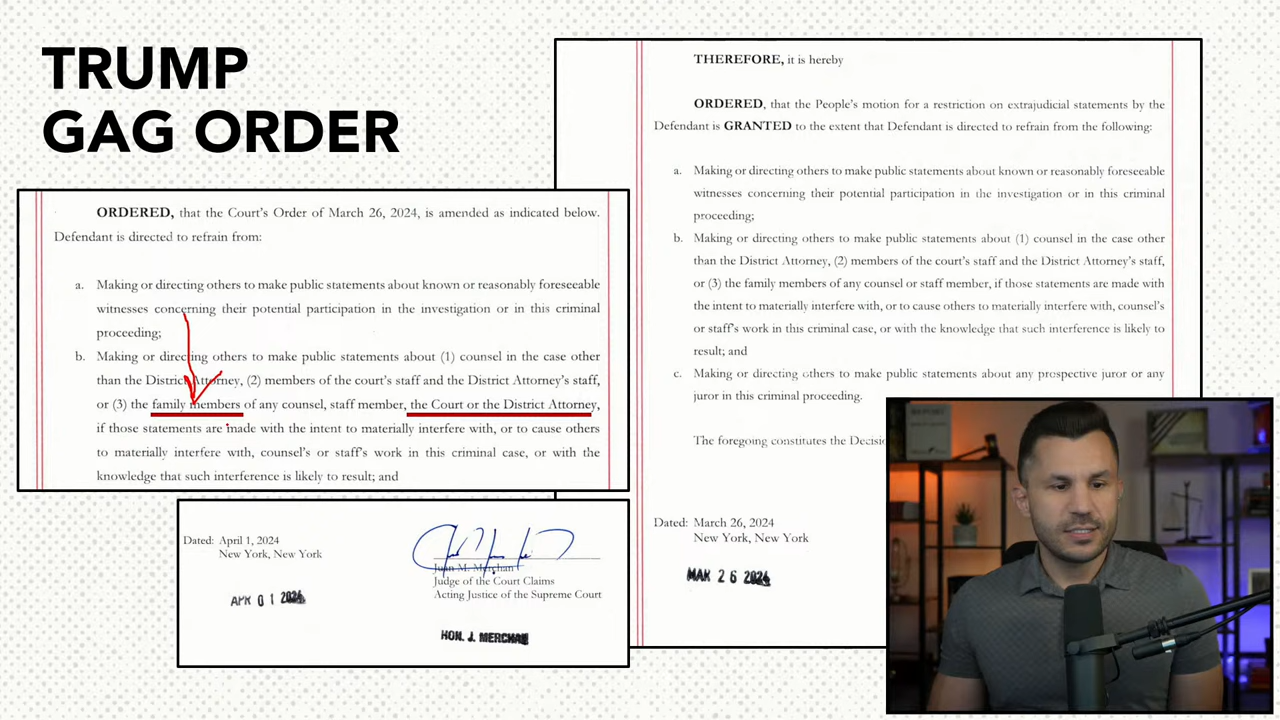 TRUMP
GAG ORDER
ORDERED, that the Court's Order of March 26, 2024, is amended as indicated below.
Defendant is directed to refrain from:
a. Making or directing others to make public statements about known or reasonably foreseeable
witnesses concerning their potential participation in the investigation or in this criminal
proceeding;
b. Making or directing others to make public statements about (1) counsel in the case other
than the District Attorney, (2) members of the court's staff and the District Attorney's staff,
or (3) the family members of any counsel, staff member, the Court or the District Attorney,
if those statements are made with the intent to materially interfere with, or to cause others
to materially interfere with, counsel's or staff's work in this criminal case, or with the
knowledge that such interference is likely to result; and
Dated: April 1, 2024
New York, New York
APR 01 2024
Juan M. Merchan
Judge of the Court Claims
Acting Justice of the Supreme Court
HON. J. MERCHAN
THEREFORE, it is hereby
ORDERED, that the People's motion for a restriction on extrajudicial statements by the
Defendant is GRANTED to the extent that Defendant is directed to refrain from the following:
a. Making or directing others to make public statements about known or reasonably foreseeable
witnesses concerning their potential participation in the investigation or in this criminal
proceeding;
b. Making or directing others to make public statements about (1) counsel in the case other
than the District Attorney, (2) members of the court's staff and the District Attorney's staff,
or (3) the family members of any counsel or staff member, if those statements are made with
the intent to materially interfere with, or to cause others to materially interfere with, counsel's
or staff's work in this criminal case, or with the knowledge that such interference is likely to
result; and
c. Making or directing others to make public statements about any prospective juror or any
juror in this criminal proceeding.
The foregoing constitutes the Decisio
Dated: March 26, 2024
New York, New York
MAR 26 2024
REPORT